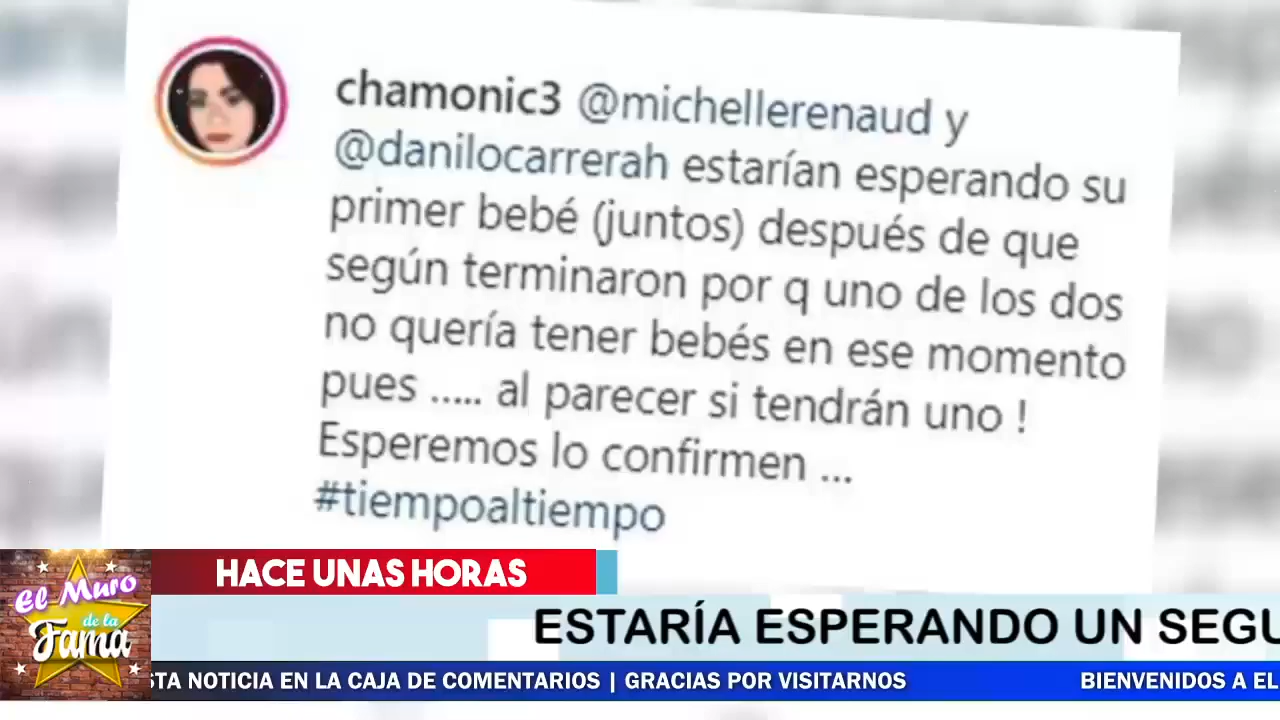 chamonic3 @michellerenaud y
@danilocarrerah estarían esperando su
primer bebé (juntos) después de que
según terminaron por q uno de los dos
no quería tener bebés en ese momento
pues ..... al parecer si tendrán uno !
Esperemos lo confirmen ...
#tiempoaltiempo
HACE UNAS HORAS
El Muro
de la
Fama
ESTARÍA ESPERANDO UN SEGU
STA NOTICIA EN LA CAJA DE COMENTARIOS | GRACIAS POR VISITARNOS
BIENVENIDOS A EL